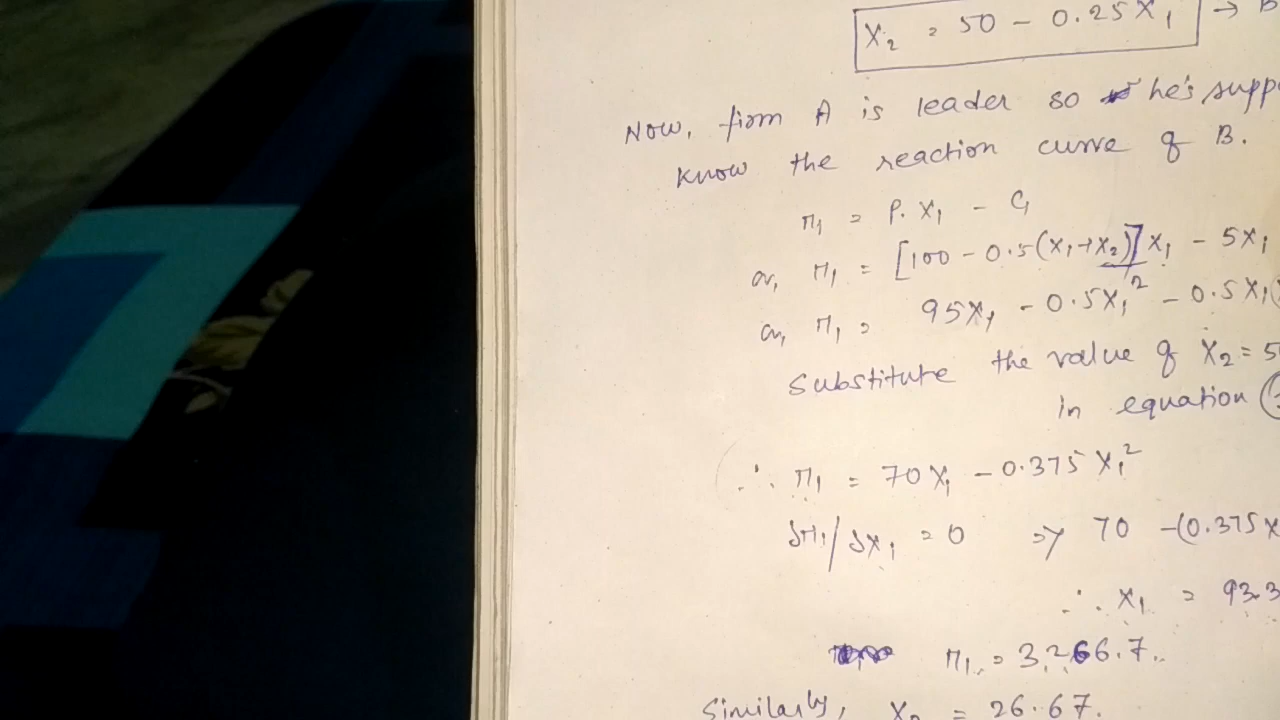 X₂ = 50 - 0.25X₁ → B
Now, firm A is leader so he's suppo
know the reaction curve of B.
π₁ = P. X₁ - C₁
or, π₁ = [100 - 0.5(X₁+X₂)]X₁ - 5X₁
or, π₁ = 95X₁ - 0.5X₁² - 0.5X₁
Substitute the value of X₂ = 5
in equation
∴ π₁ = 70X₁ - 0.375X₁²
δπ₁/δX₁ = 0 => 70 - (0.375X
∴ X₁ = 93.3
π₁ = 3,266.7.
Similarly, X₂ = 26.67.